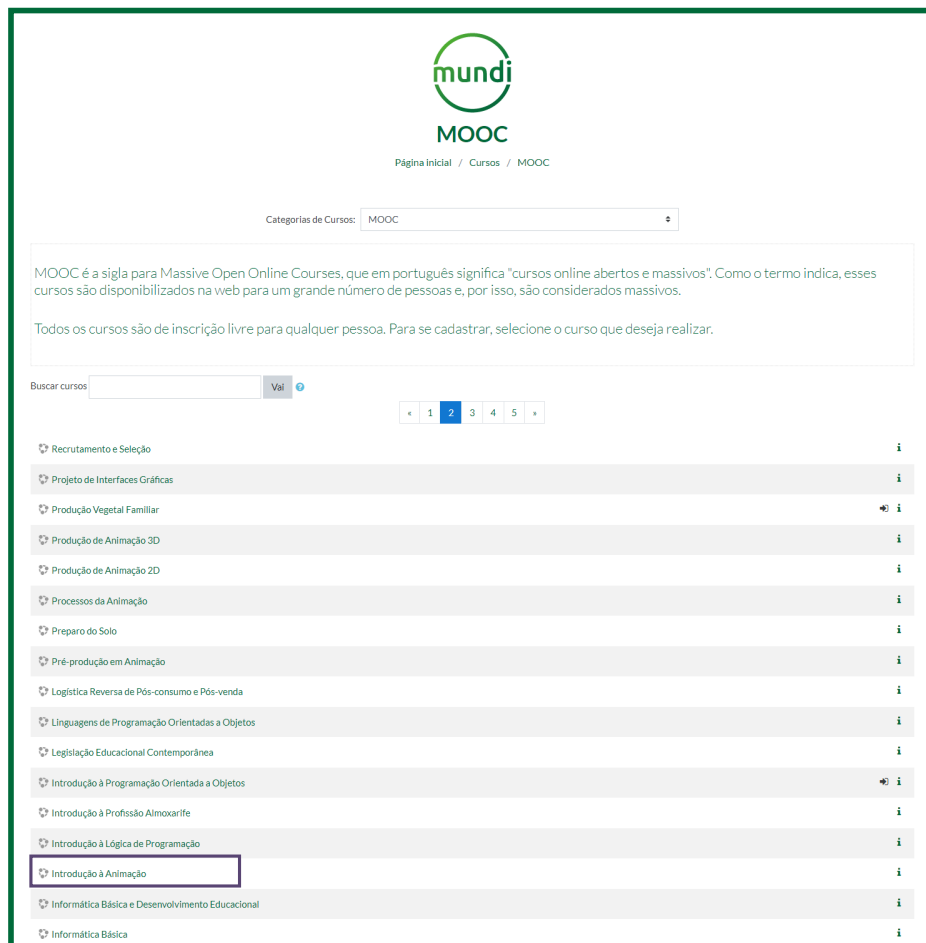 mundi
MOOC
Página inicial / Cursos / MOOC
Categorias de Cursos: MOOC
MOOC é a sigla para Massive Open Online Courses, que em português significa "cursos online abertos e massivos". Como o termo indica, esses
cursos são disponibilizados na web para um grande número de pessoas e, por isso, são considerados massivos.
Todos os cursos são de inscrição livre para qualquer pessoa. Para se cadastrar, selecione o curso que deseja realizar.
Buscar cursos Vai ?
« 1 2 3 4 5 »
Recrutamento e Seleção
Projeto de Interfaces Gráficas
Produção Vegetal Familiar
Produção de Animação 3D
Produção de Animação 2D
Processos da Animação
Preparo do Solo
Pré-produção em Animação
Logística Reversa de Pós-consumo e Pós-venda
Linguagens de Programação Orientadas a Objetos
Legislação Educacional Contemporânea
Introdução à Programação Orientada a Objetos
Introdução à Profissão Almoxarife
Introdução à Lógica de Programação
Introdução à Animação
Informática Básica e Desenvolvimento Educacional
Informática Básica